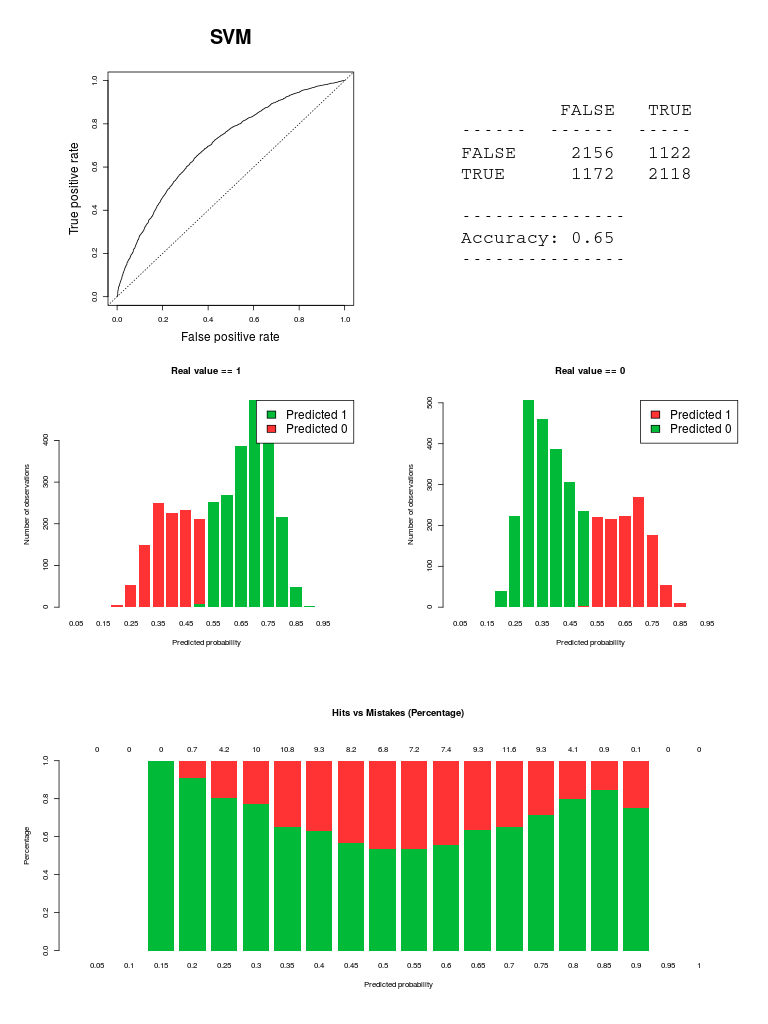 SVM
1.0
0.8
0.6
0.4
0.2
0.0
True positive rate
0.0 0.2 0.4 0.6 0.8 1.0
False positive rate
FALSE TRUE
------ ------ -----
FALSE 2156 1122
TRUE 1172 2118
---------------
Accuracy: 0.65
---------------
Real value == 1
Predicted 1
Predicted 0
400
300
200
100
0
Number of observations
0.05 0.15 0.25 0.35 0.45 0.55 0.65 0.75 0.85 0.95
Predicted probability
Real value == 0
Predicted 1
Predicted 0
500
400
300
200
100
0
Number of observations
0.05 0.15 0.25 0.35 0.45 0.55 0.65 0.75 0.85 0.95
Predicted probability
Hits vs Mistakes (Percentage)
0 0 0 0.7 4.2 10 10.8 9.3 8.2 6.8 7.2 7.4 9.3 11.6 9.3 4.1 0.9 0.1 0 0
1.0
0.8
0.6
0.4
0.2
0.0
Percentage
0.05 0.1 0.15 0.2 0.25 0.3 0.35 0.4 0.45 0.5 0.55 0.6 0.65 0.7 0.75 0.8 0.85 0.9 0.95 1
Predicted probability